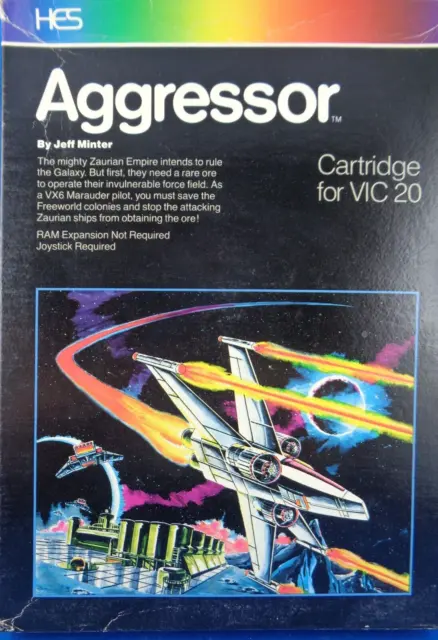 HES
Aggressor™
By Jeff Minter
The mighty Zaurian Empire intends to rule
the Galaxy. But first, they need a rare ore
to operate their invulnerable force field. As
a VX6 Marauder pilot, you must save the
Freeworld colonies and stop the attacking
Zaurian ships from obtaining the ore!
RAM Expansion Not Required
Joystick Required
Cartridge
for VIC 20